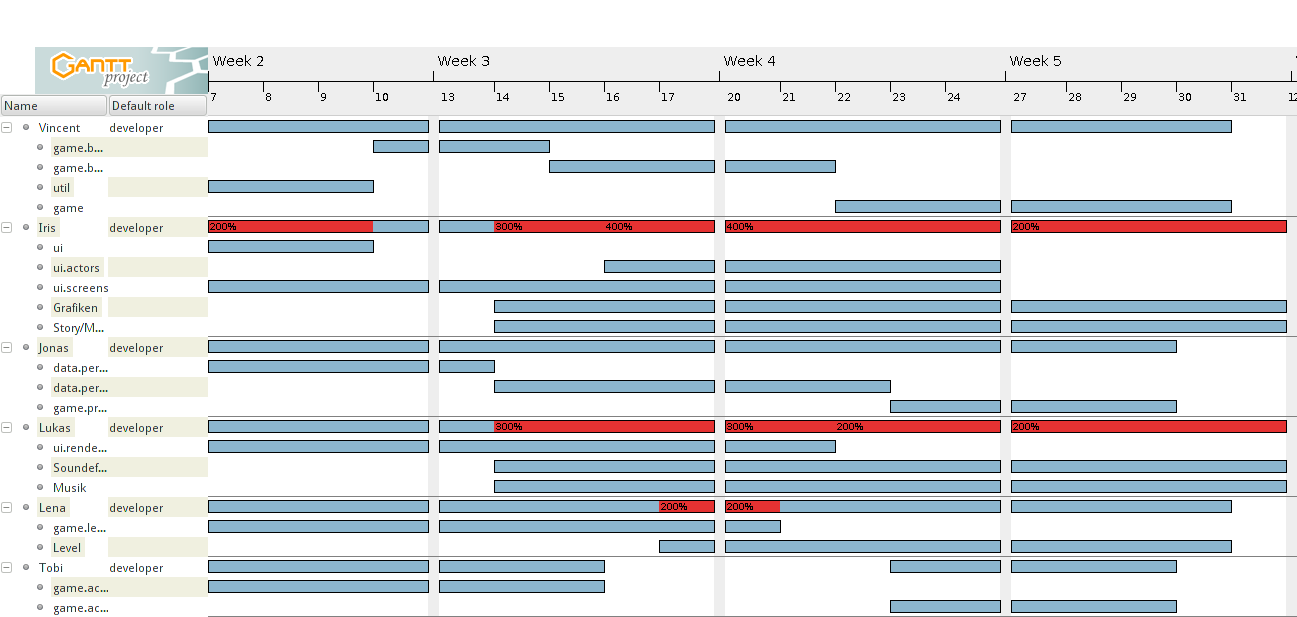 GANTT
project
Week 2 Week 3 Week 4 Week 5
7 8 9 10 13 14 15 16 17 20 21 22 23 24 27 28 29 30 31 12
Name Default role
Vincent developer
game.b...
game.b...
util
game
Iris developer 200% 300% 400% 400% 200%
ui
ui.actors
ui.screens
Grafiken
Story/M...
Jonas developer
data.per...
data.per...
game.pr...
Lukas developer 300% 300% 200% 200%
ui.rende...
Soundef...
Musik
Lena developer 200% 200%
game.le...
Level
Tobi developer
game.ac...
game.ac...